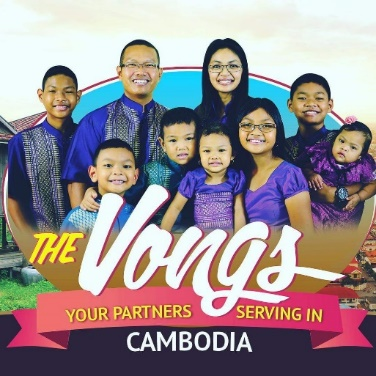 THE Vongs
YOUR PARTNERS SERVING IN
CAMBODIA